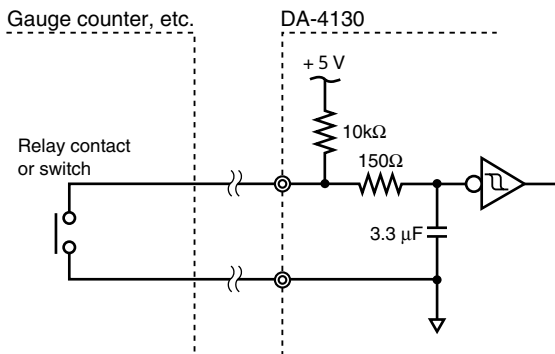 Gauge counter, etc.
DA-4130
+ 5 V
10kΩ
Relay contact
or switch
150Ω
3.3 μF